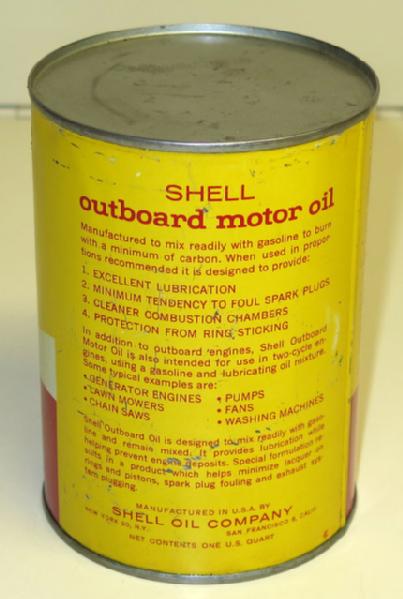 SHELL
outboard motor oil
Manufactured to mix readily with gasoline to burn
with a minimum of carbon. When used in propor-
tions recommended it is designed to provide:
1. EXCELLENT LUBRICATION
2. MINIMUM TENDENCY TO FOUL SPARK PLUGS
3. CLEANER COMBUSTION CHAMBERS
4. PROTECTION FROM RING STICKING
In addition to outboard engines, Shell Outboard
Motor Oil is also intended for use in two-cycle en-
gines, using a gasoline and lubricating oil mixture.
Some typical examples are:
• GENERATOR ENGINES • PUMPS
• LAWN MOWERS • FANS
• CHAIN SAWS • WASHING MACHINES
Shell Outboard Oil is designed to mix readily with gaso-
line and remain mixed. It provides lubrication while
helping prevent engine deposits. Special formulation re-
sults in a product which helps minimize lacquer on
rings and pistons, spark plug fouling and exhaust sys-
tem plugging.
MANUFACTURED IN U.S.A. BY
SHELL OIL COMPANY
NEW YORK 20, N.Y. SAN FRANCISCO 6, CALIF.
NET CONTENTS ONE U.S. QUART